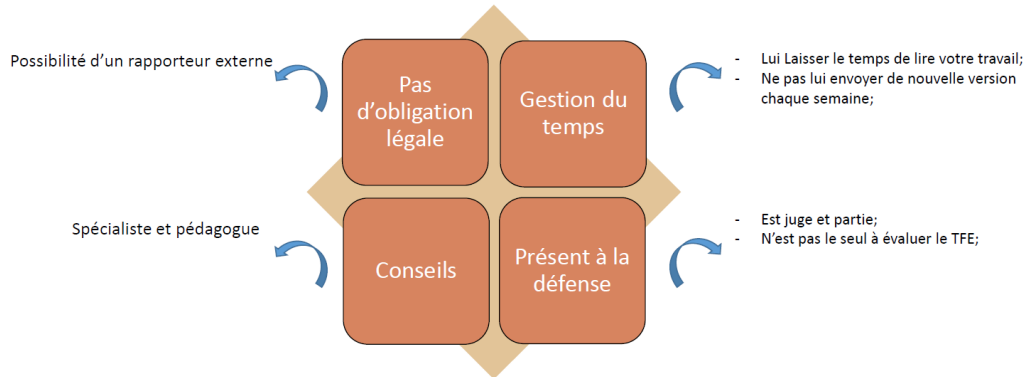 Possibilité d'un rapporteur externe
Pas
d'obligation
légale
Gestion du
temps
- Lui Laisser le temps de lire votre travail;
- Ne pas lui envoyer de nouvelle version
chaque semaine;
Spécialiste et pédagogue
Conseils
Présent à la
défense
- Est juge et partie;
- N'est pas le seul à évaluer le TFE;